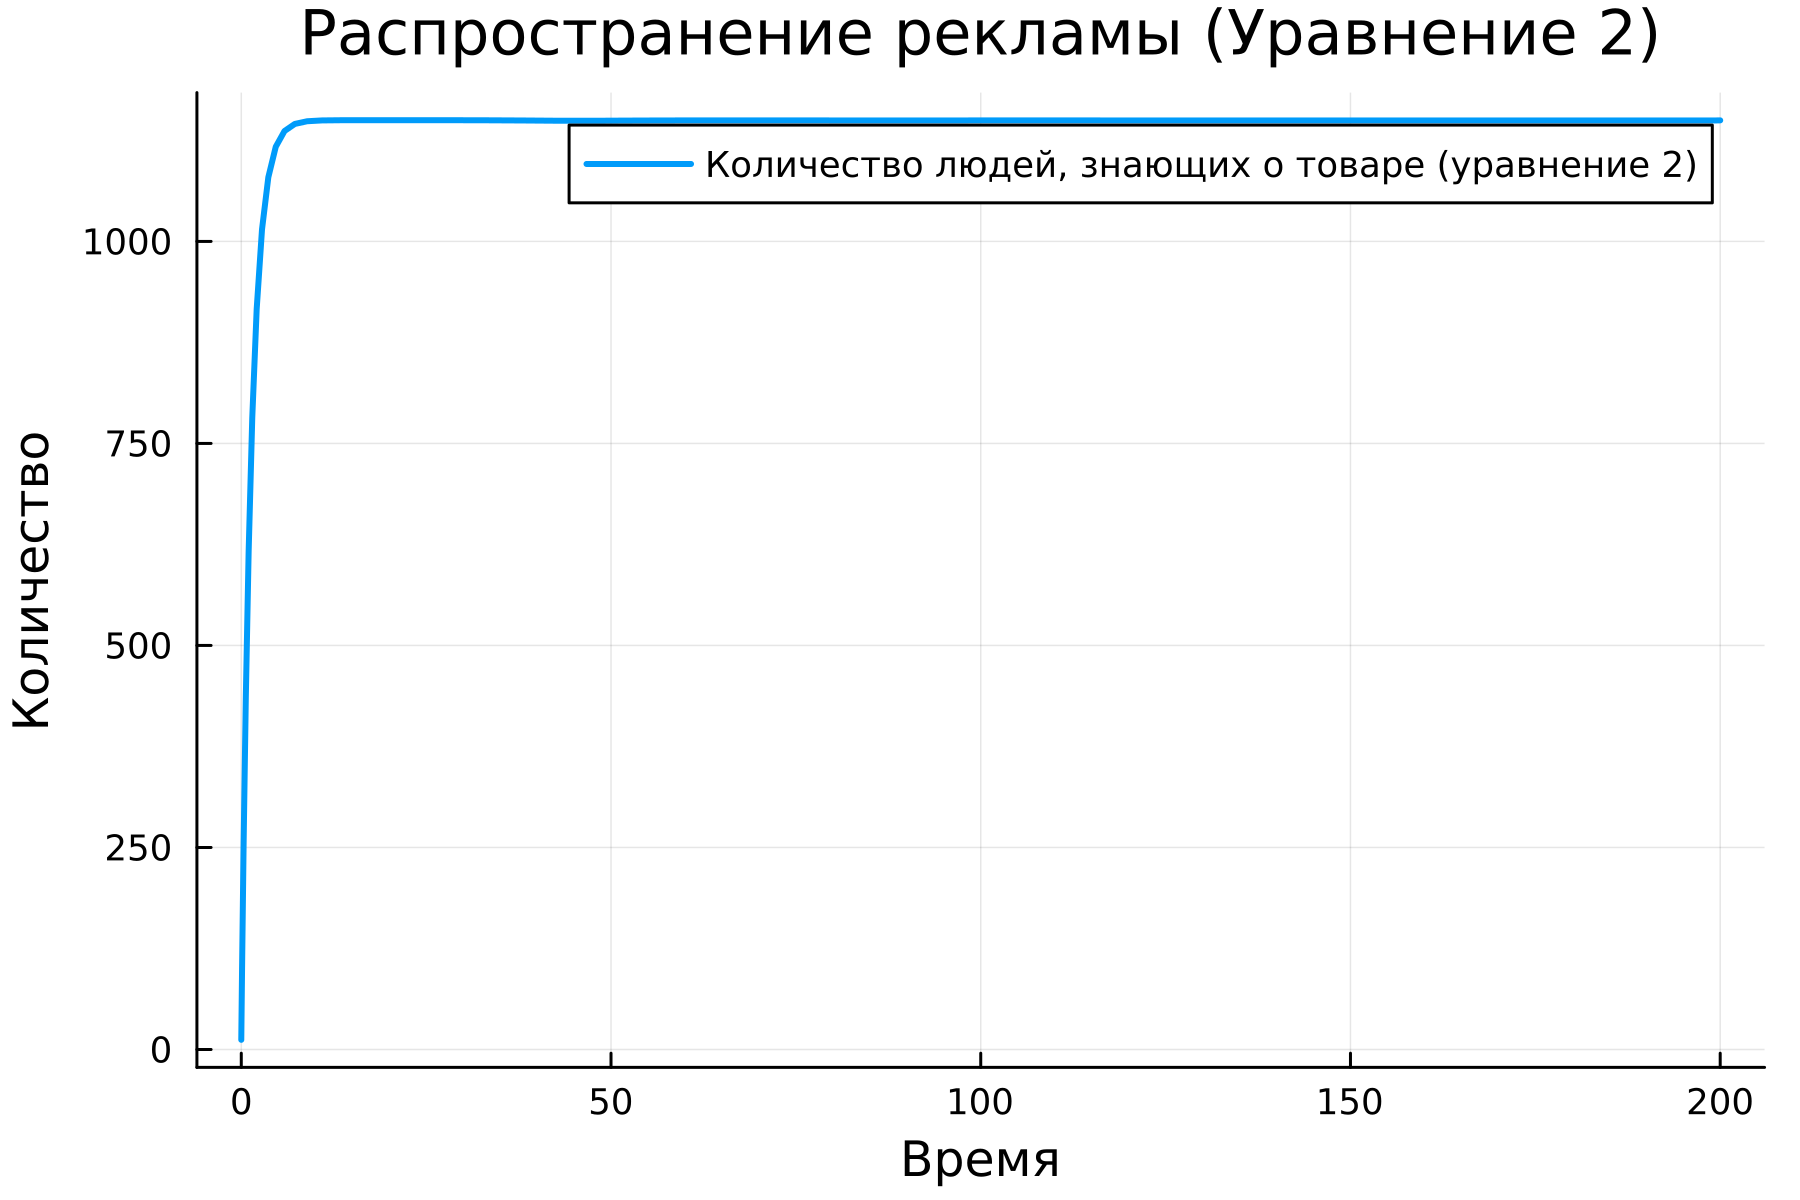 Распространение рекламы (Уравнение 2)
Количество людей, знающих о товаре (уравнение 2)
Количество
1000
750
500
250
0
0 50 100 150 200
Время